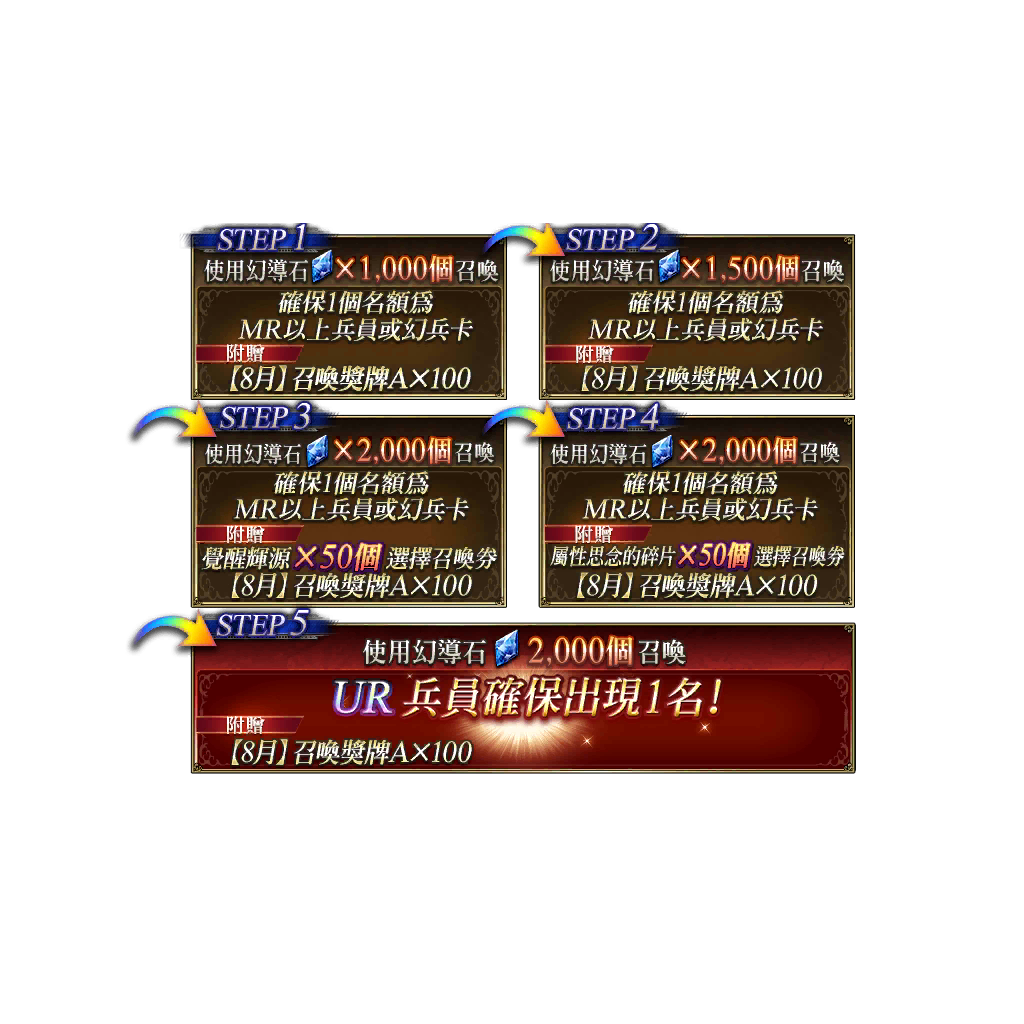 STEP 1
使用幻導石×1,000個召喚
確保1個名額爲
MR以上兵員或幻兵卡
附贈
【8月】召喚獎牌A×100
STEP 2
使用幻導石×1,500個召喚
確保1個名額爲
MR以上兵員或幻兵卡
附贈
【8月】召喚獎牌A×100
STEP 3
使用幻導石×2,000個召喚
確保1個名額爲
MR以上兵員或幻兵卡
附贈
覺醒輝源×50個 選擇召喚券
【8月】召喚獎牌A×100
STEP 4
使用幻導石×2,000個召喚
確保1個名額爲
MR以上兵員或幻兵卡
附贈
屬性思念的碎片×50個 選擇召喚券
【8月】召喚獎牌A×100
STEP 5
使用幻導石 2,000個召喚
UR 兵員確保出現1名!
附贈
【8月】召喚獎牌A×100